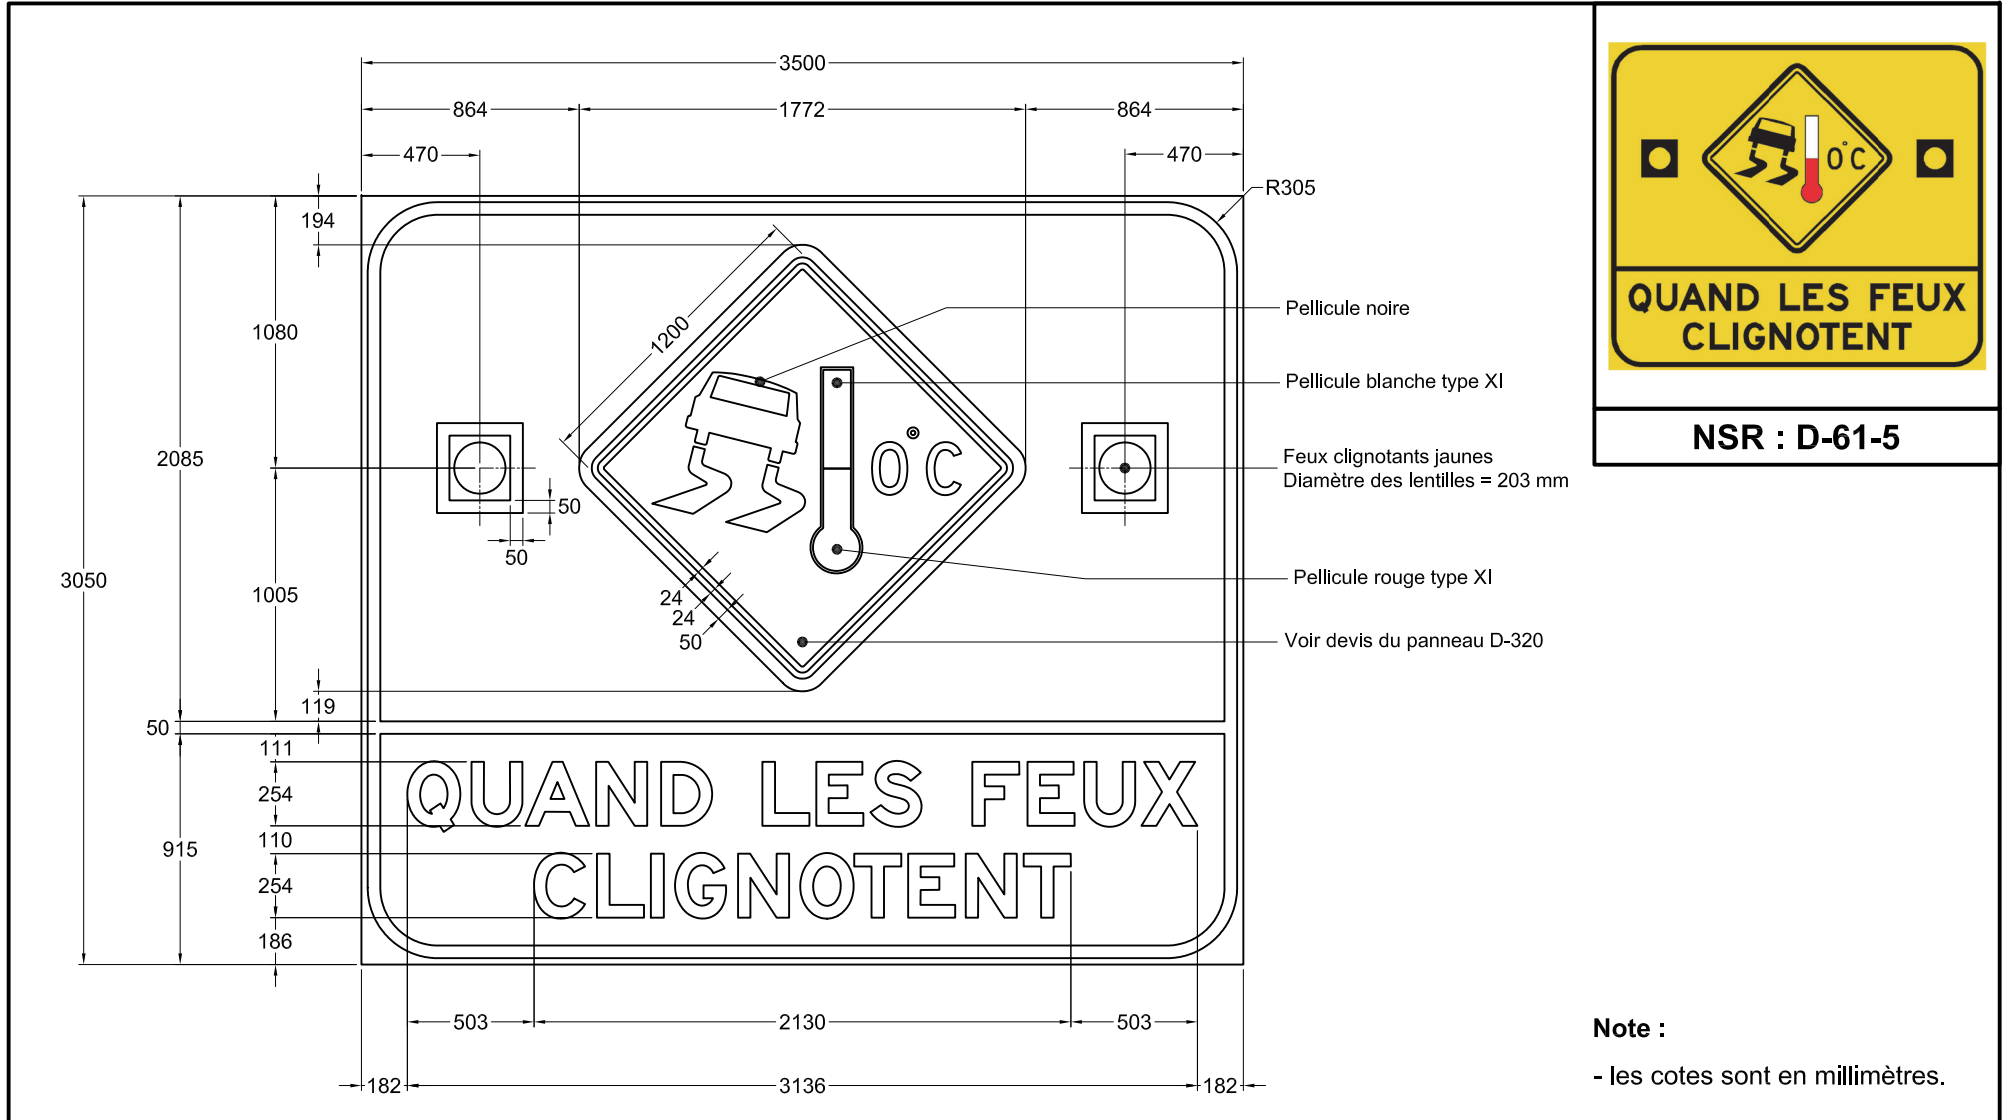 3500
864
1772
864
470
470
R305
194
1080
1200
2085
3050
1005
50
50
24
24
50
119
50
111
254
110
254
186
915
0°C
Pellicule noire
Pellicule blanche type XI
Feux clignotants jaunes
Diamètre des lentilles = 203 mm
Pellicule rouge type XI
Voir devis du panneau D-320
QUAND LES FEUX
CLIGNOTENT
503
2130
503
182
3136
182
0°C
QUAND LES FEUX
CLIGNOTENT
NSR : D-61-5
Note :
- les cotes sont en millimètres.